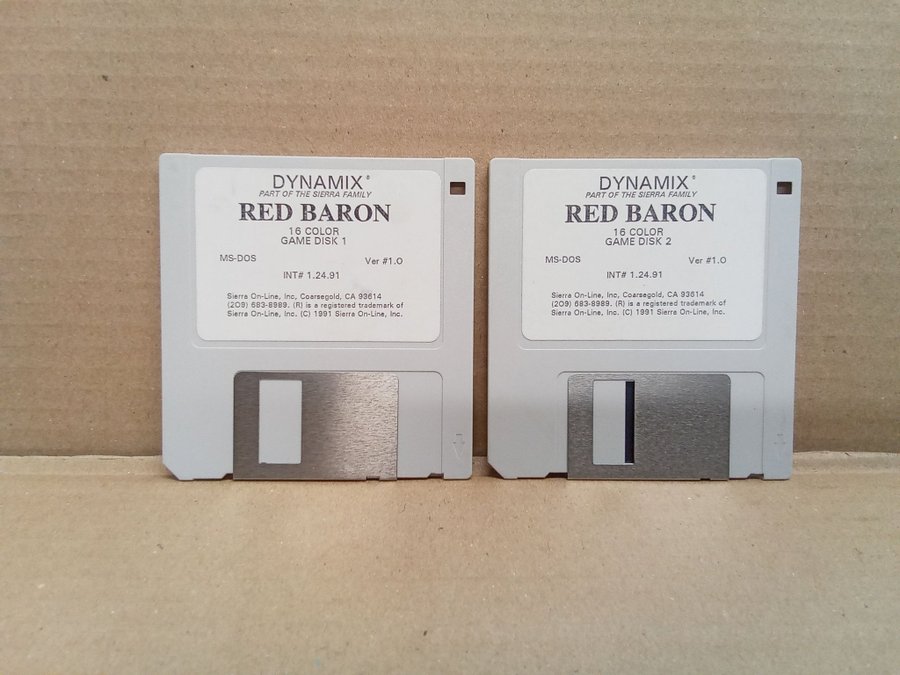 DYNAMIX®
PART OF THE SIERRA FAMILY
RED BARON
16 COLOR
GAME DISK 1
MS-DOS Ver #1.0
INT# 1.24.91
Sierra On-Line, Inc, Coarsegold, CA 93614
(209) 683-8989. (R) is a registered trademark of
Sierra On-Line, Inc. (C) 1991 Sierra On-Line, Inc.
DYNAMIX®
PART OF THE SIERRA FAMILY
RED BARON
16 COLOR
GAME DISK 2
MS-DOS Ver #1.0
INT# 1.24.91
Sierra On-Line, Inc, Coarsegold, CA 93614
(209) 683-8989. (R) is a registered trademark of
Sierra On-Line, Inc. (C) 1991 Sierra On-Line, Inc.